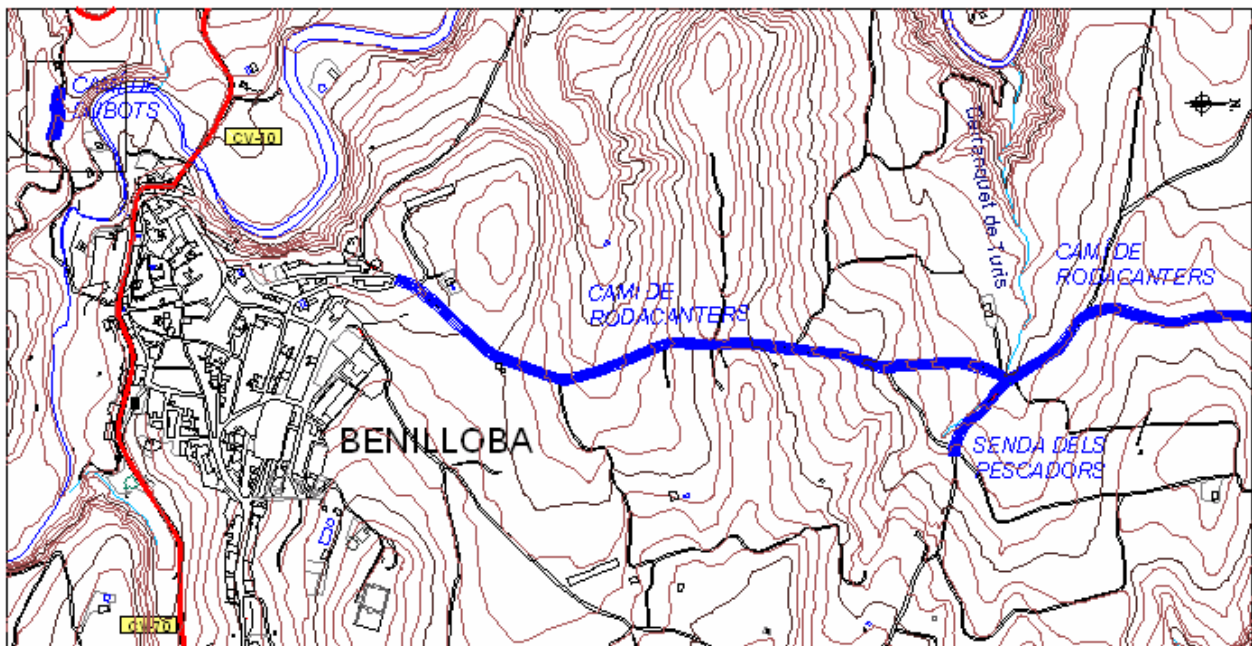 CAMI DE
DUBOTS
CV-70
Barranquet de Turis
N
CAMI DE
RODACANTERS
CAMI DE
RODACANTERS
BENILLOBA
SENDA DELS
PESCADORS
CV-70